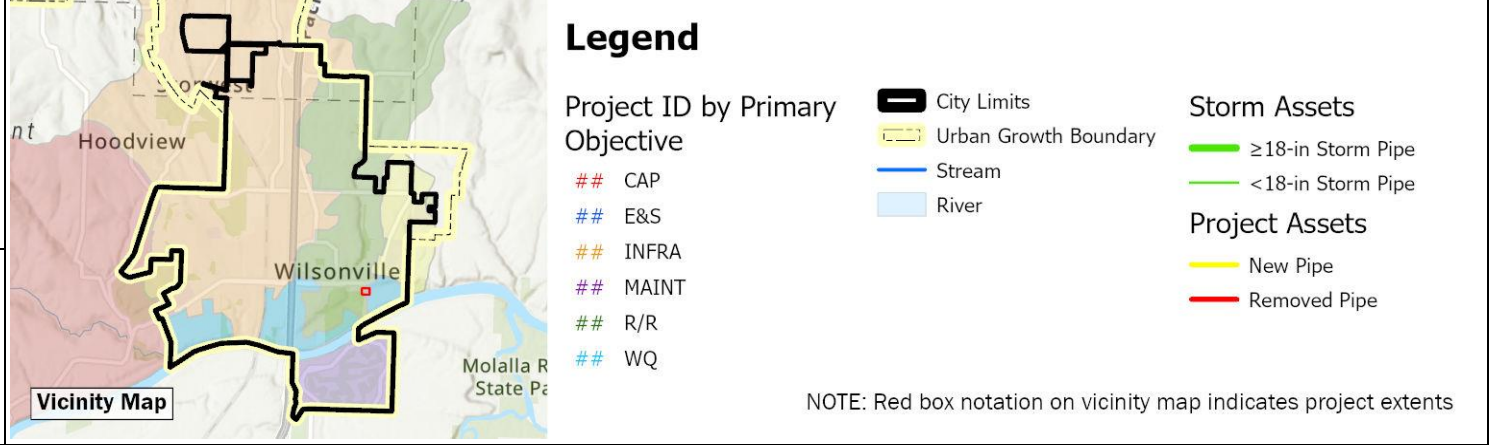 Hoodview
Wilsonville
Molalla R
State Pa
Vicinity Map
Legend
Project ID by Primary
Objective
## CAP
## E&S
## INFRA
## MAINT
## R/R
## WQ
City Limits
Urban Growth Boundary
Stream
River
Storm Assets
≥18-in Storm Pipe
<18-in Storm Pipe
Project Assets
New Pipe
Removed Pipe
NOTE: Red box notation on vicinity map indicates project extents